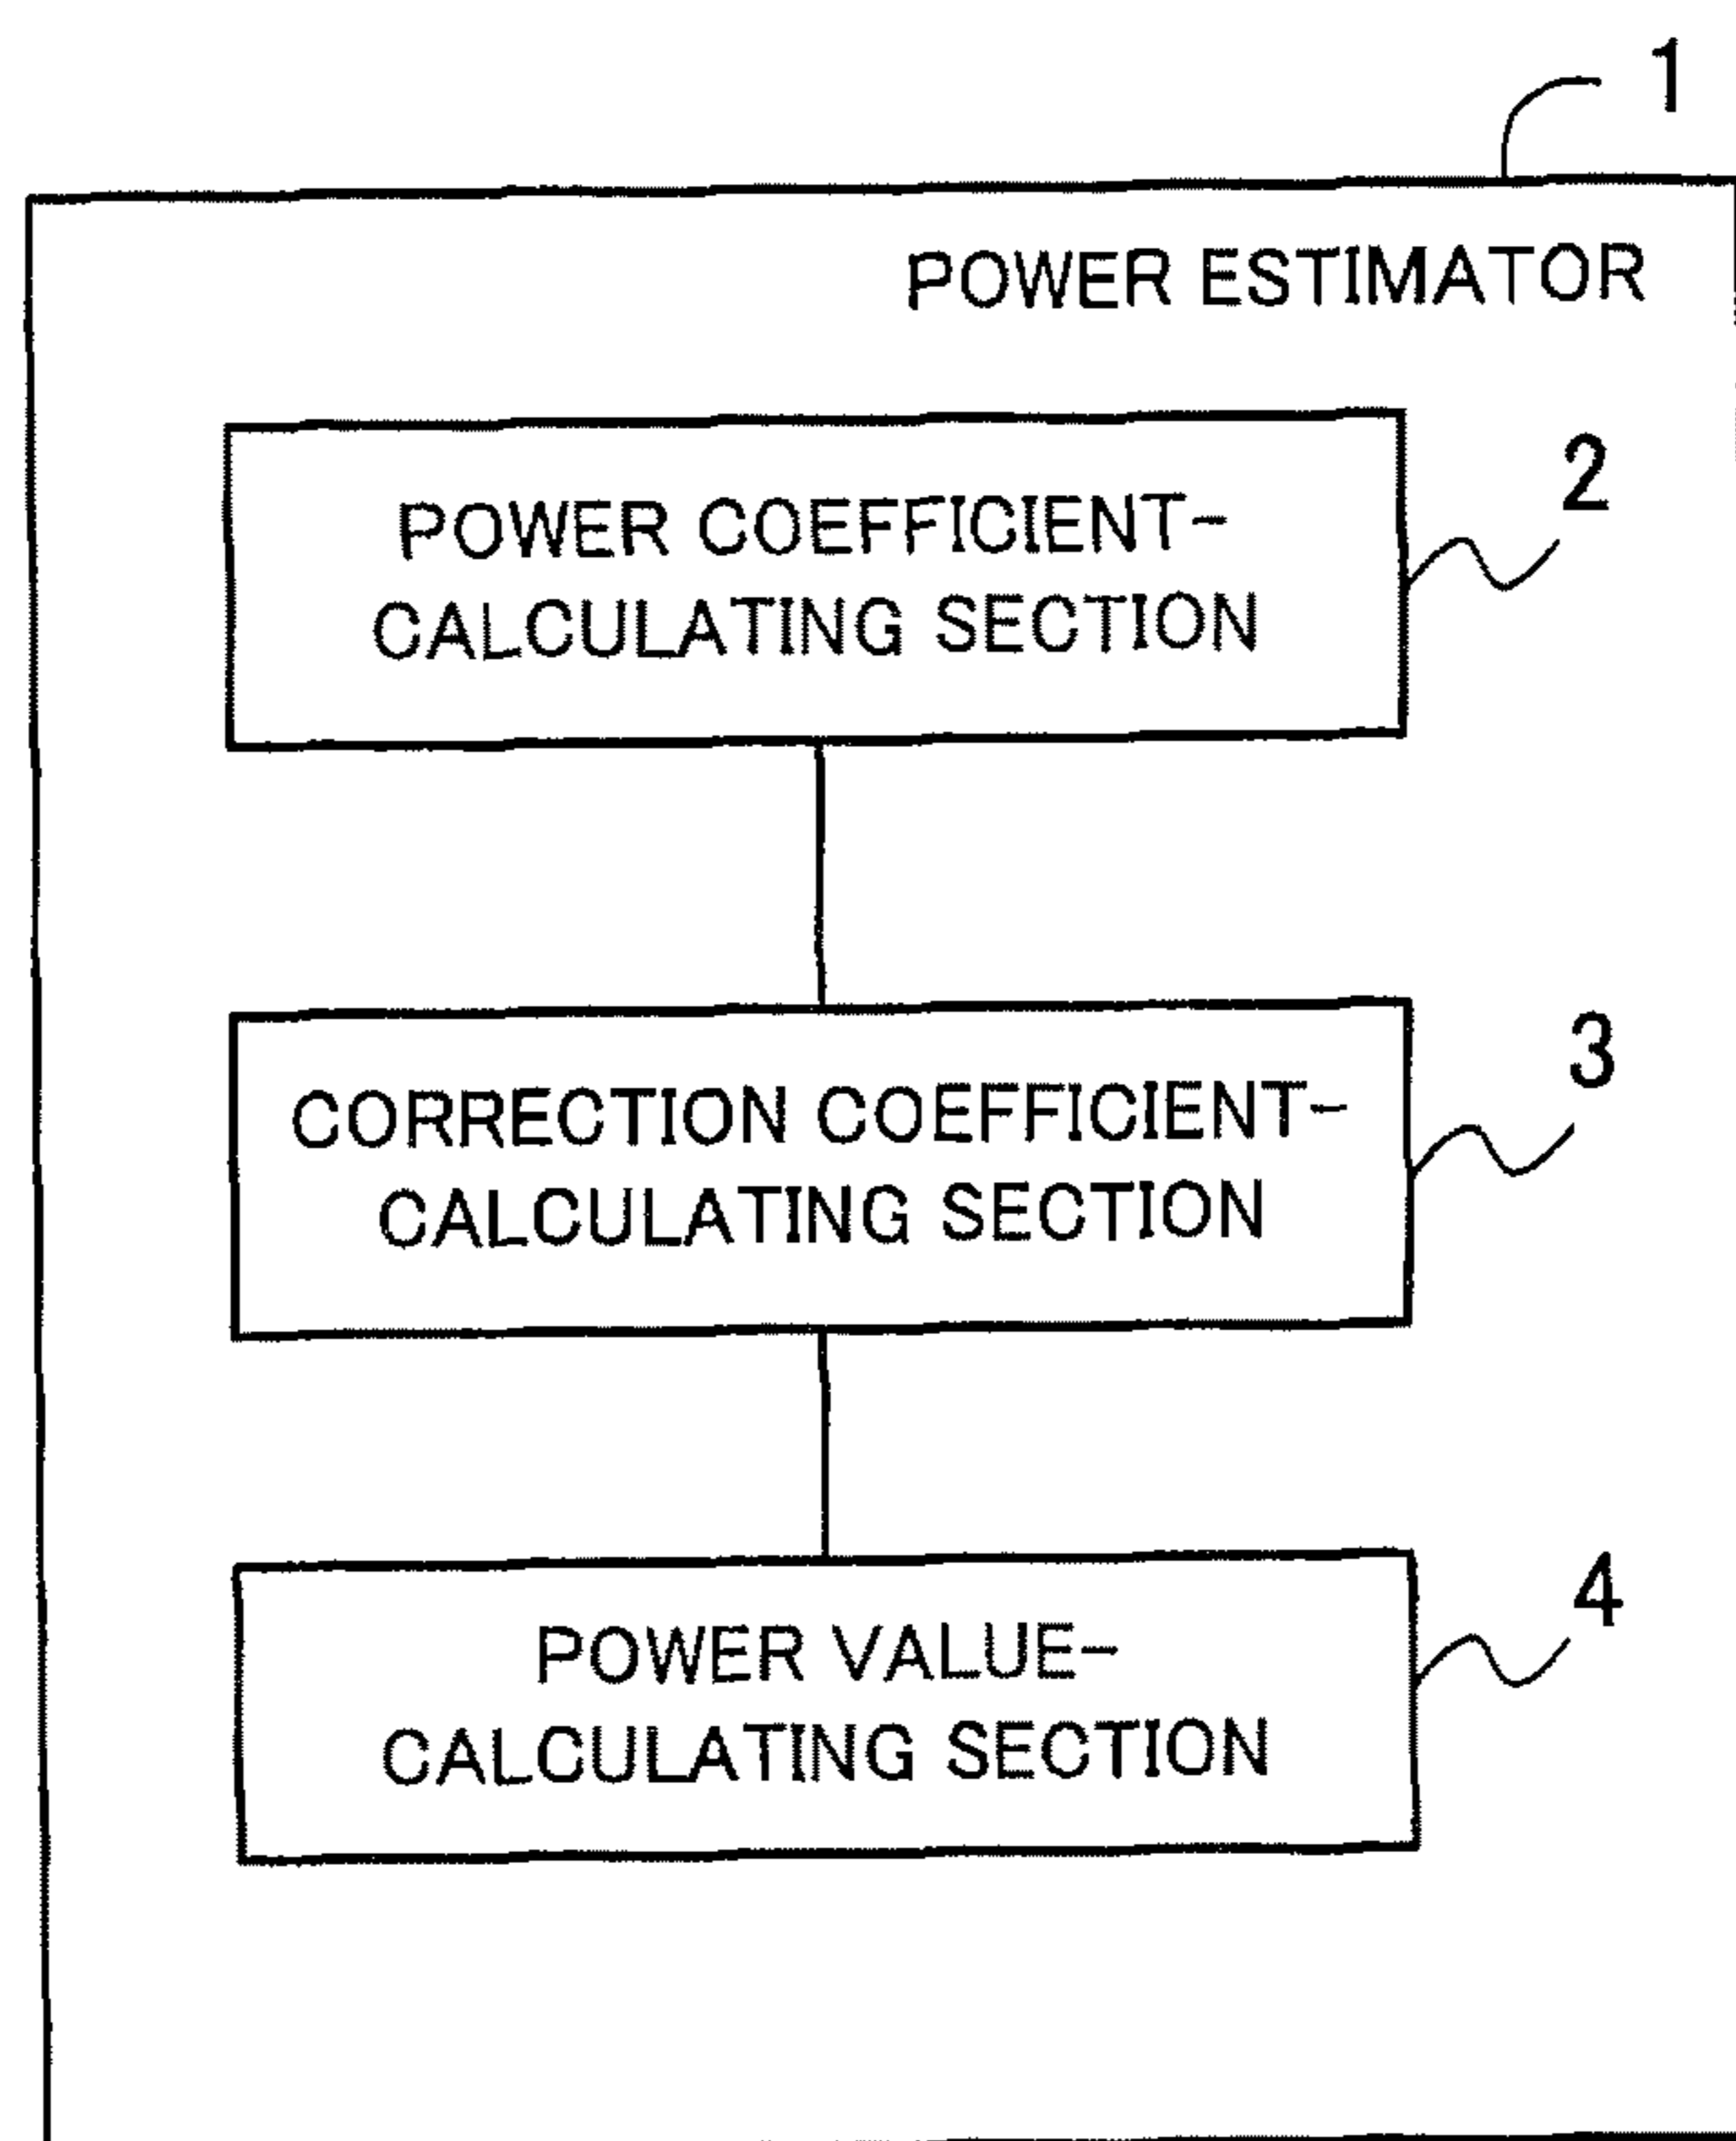 1
POWER ESTIMATOR
POWER COEFFICIENT-
CALCULATING SECTION
2
CORRECTION COEFFICIENT-
CALCULATING SECTION
3
POWER VALUE-
CALCULATING SECTION
4